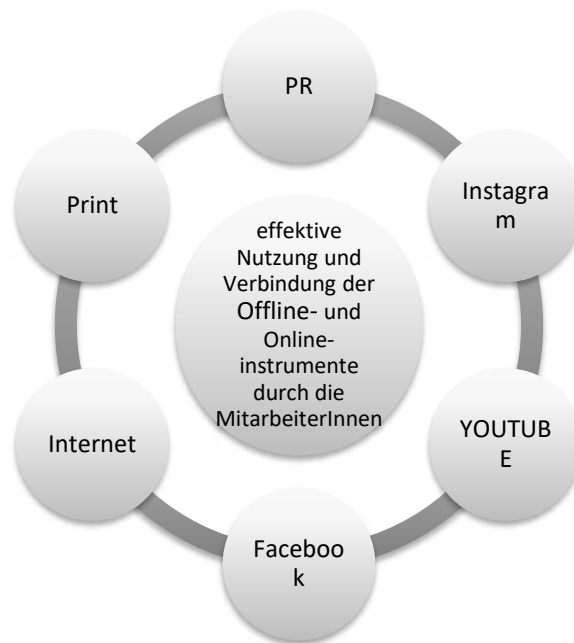 PR
Instagra
m
YOUTUB
E
Faceboo
k
Internet
Print
effektive
Nutzung und
Verbindung der
Offline- und
Online-
instrumente
durch die
MitarbeiterInnen